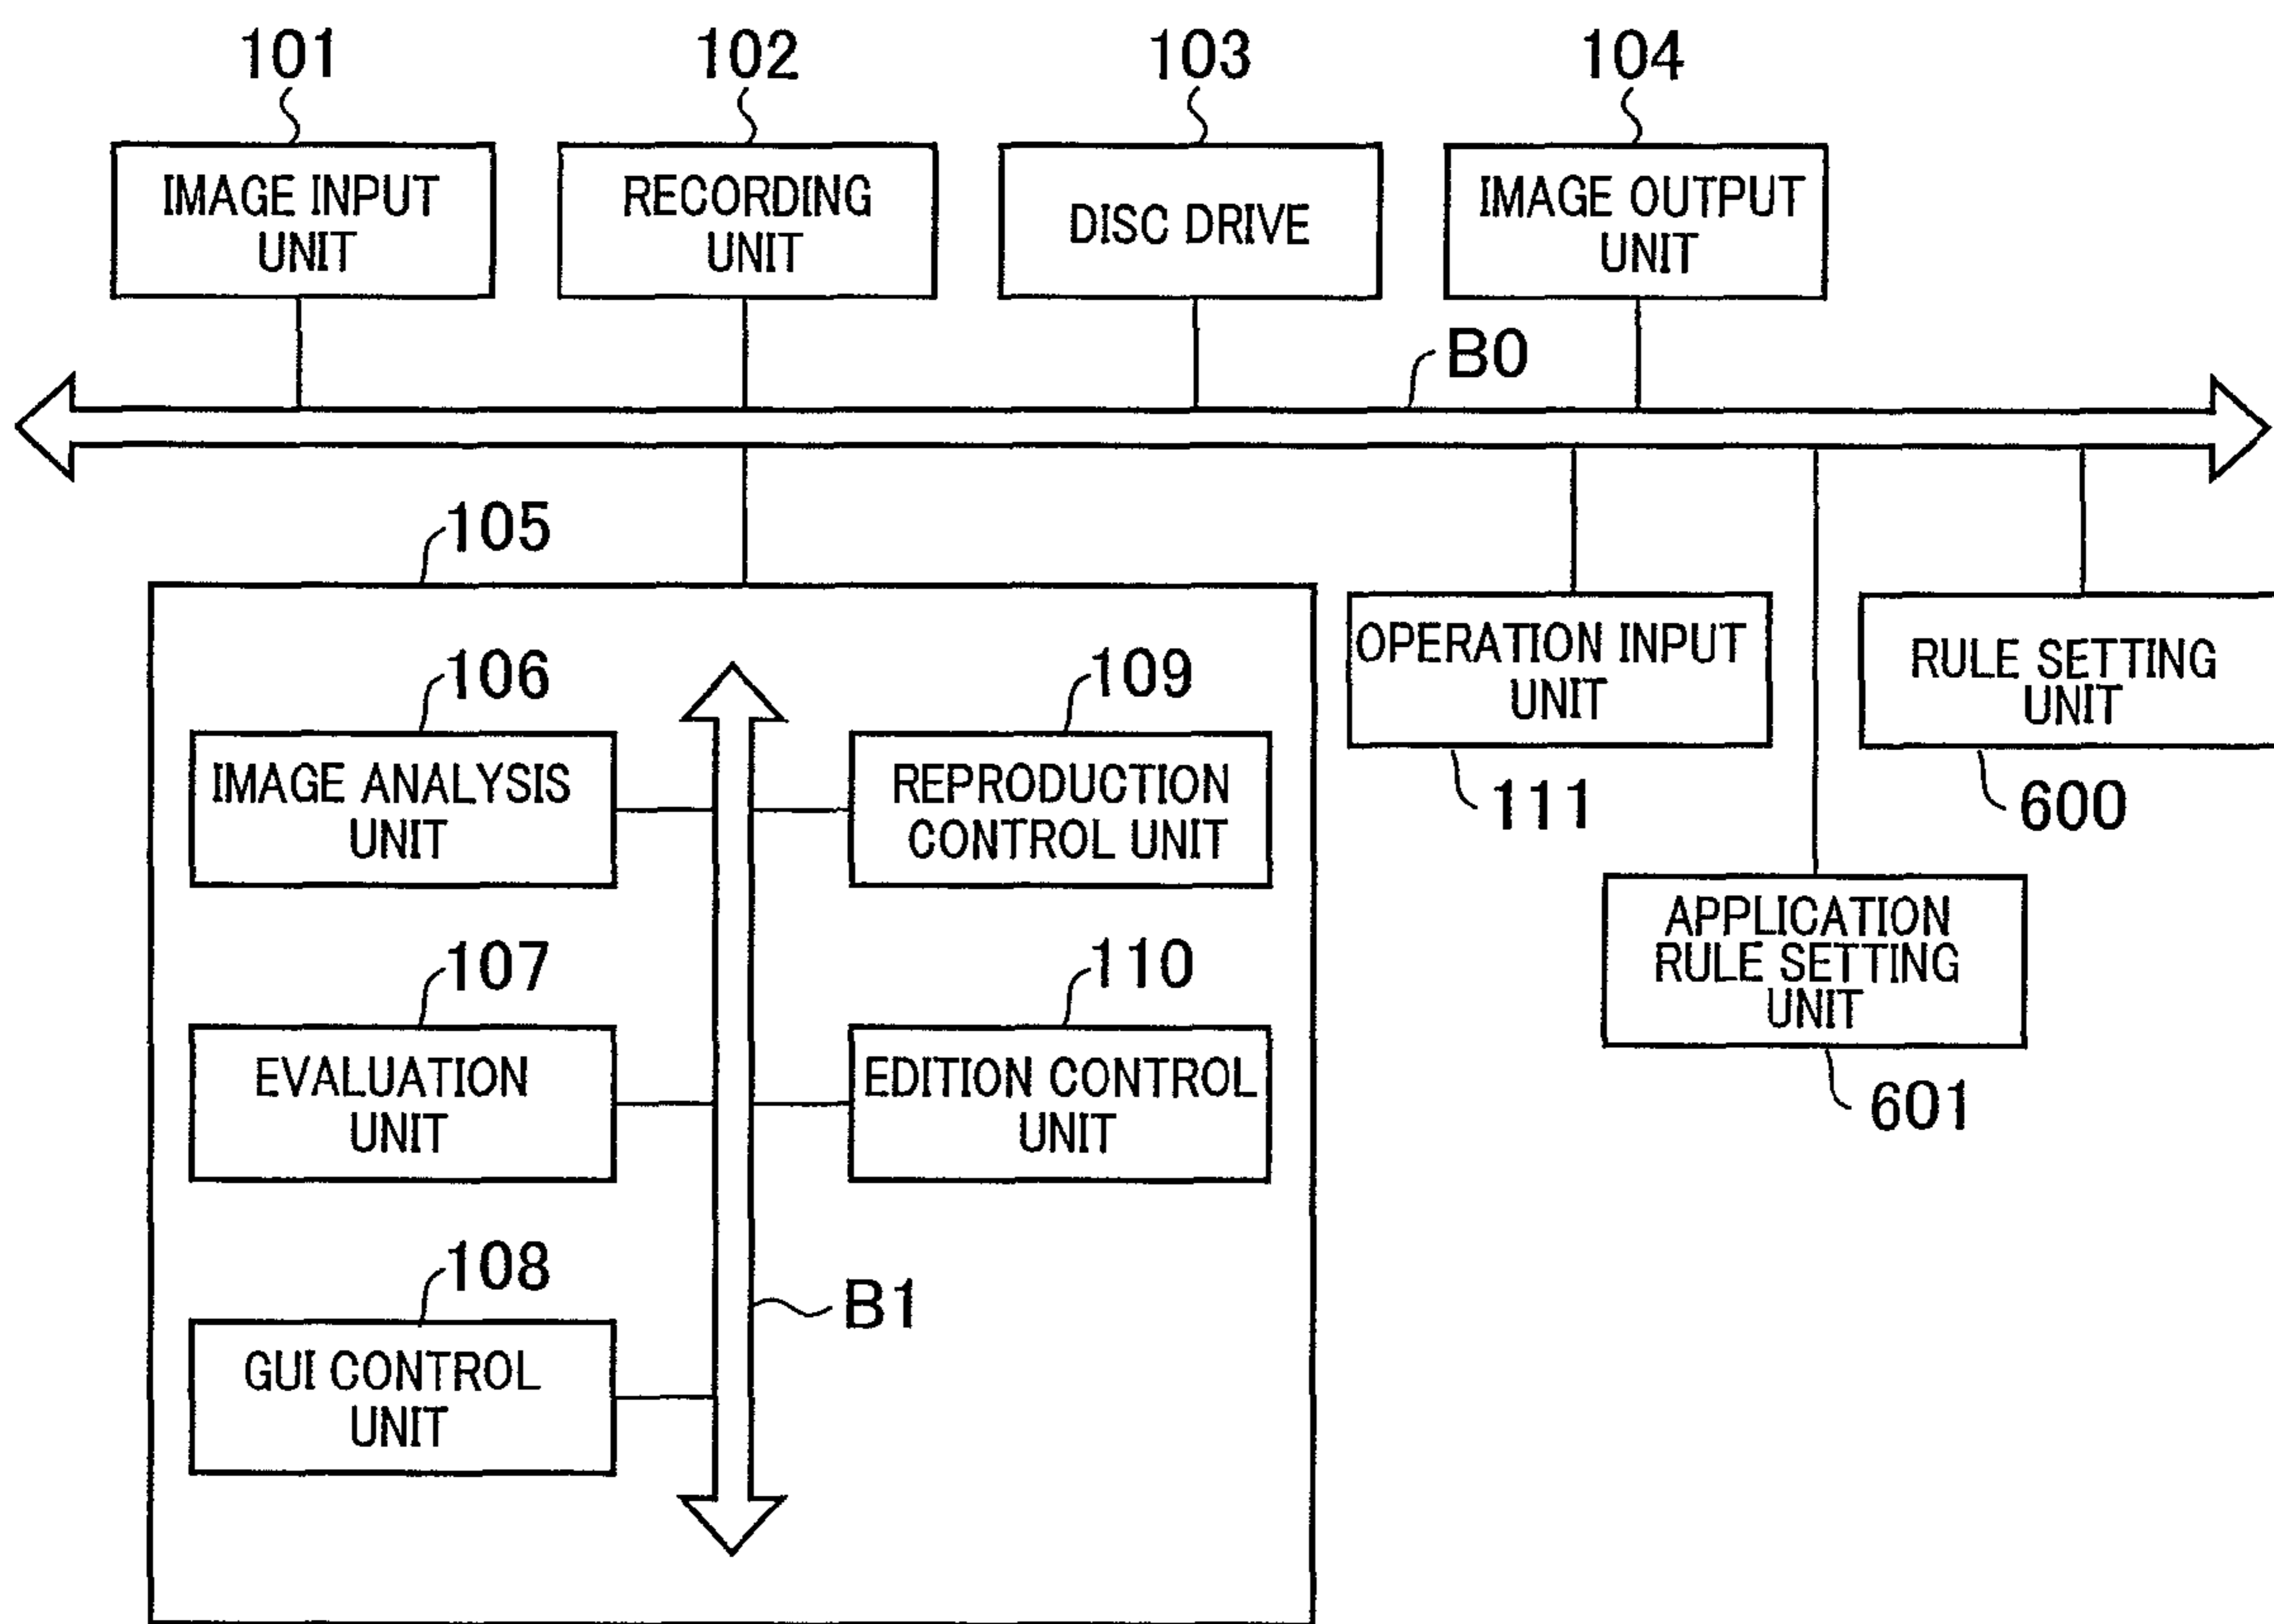 101
102
103
104
IMAGE INPUT
UNIT
RECORDING
UNIT
DISC DRIVE
IMAGE OUTPUT
UNIT
B0
105
106
IMAGE ANALYSIS
UNIT
109
REPRODUCTION
CONTROL UNIT
107
EVALUATION
UNIT
110
EDITION CONTROL
UNIT
108
GUI CONTROL
UNIT
B1
OPERATION INPUT
UNIT
111
RULE SETTING
UNIT
600
APPLICATION
RULE SETTING
UNIT
601